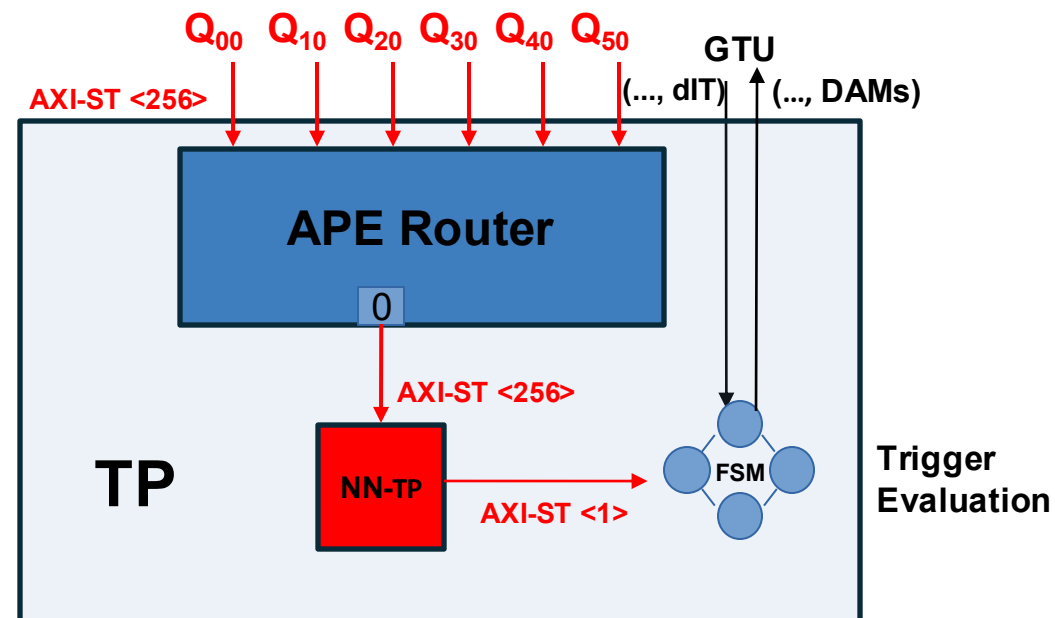 Q00 Q10 Q20 Q30 Q40 Q50
GTU
AXI-ST <256>
(..., dIT)
(..., DAMs)
APE Router
0
AXI-ST <256>
TP
NN-TP
AXI-ST <1>
FSM
Trigger
Evaluation